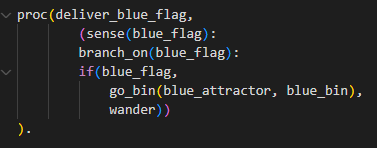 proc(deliver_blue_flag,
(sense(blue_flag):
branch_on(blue_flag):
if(blue_flag,
go_bin(blue_attractor, blue_bin),
wander))
).